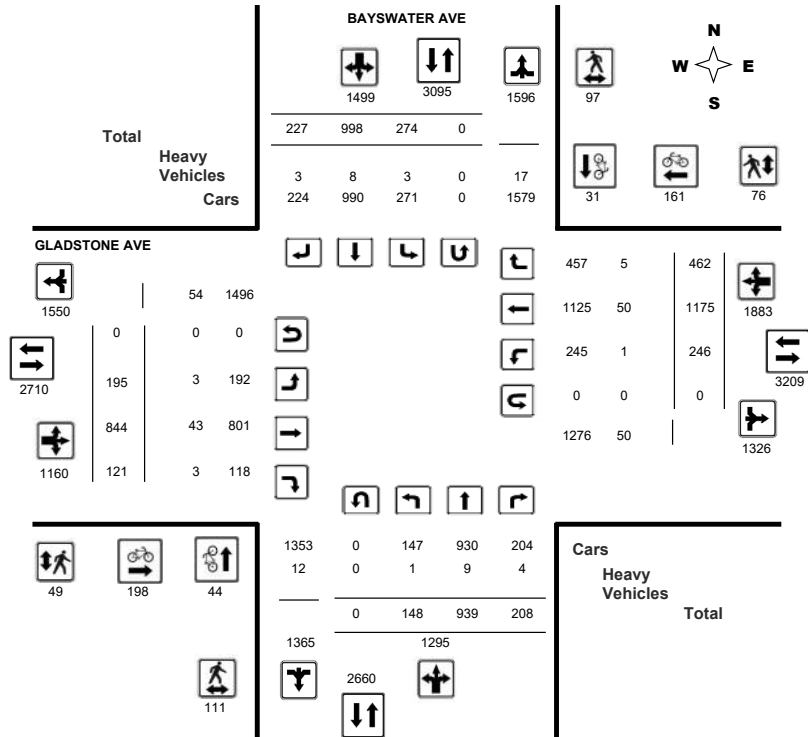 BAYSWATER AVE
N
W E
S
1499 3095 1596 97
Total 227 998 274 0
Heavy
Vehicles 3 8 3 0 17
Cars 224 990 271 0 1579
31 161 76
GLADSTONE AVE
1550 54 1496
0 0 0
2710
195 3 192
844 43 801
1160 121 3 118
457 5 462
1125 50 1175 1883
245 1 246
3209
0 0 0
1276 50 1326
49 198 44
111
1353 0 147 930 204 Cars
12 0 1 9 4 Heavy
Vehicles
0 148 939 208 Total
1365 1295
2660